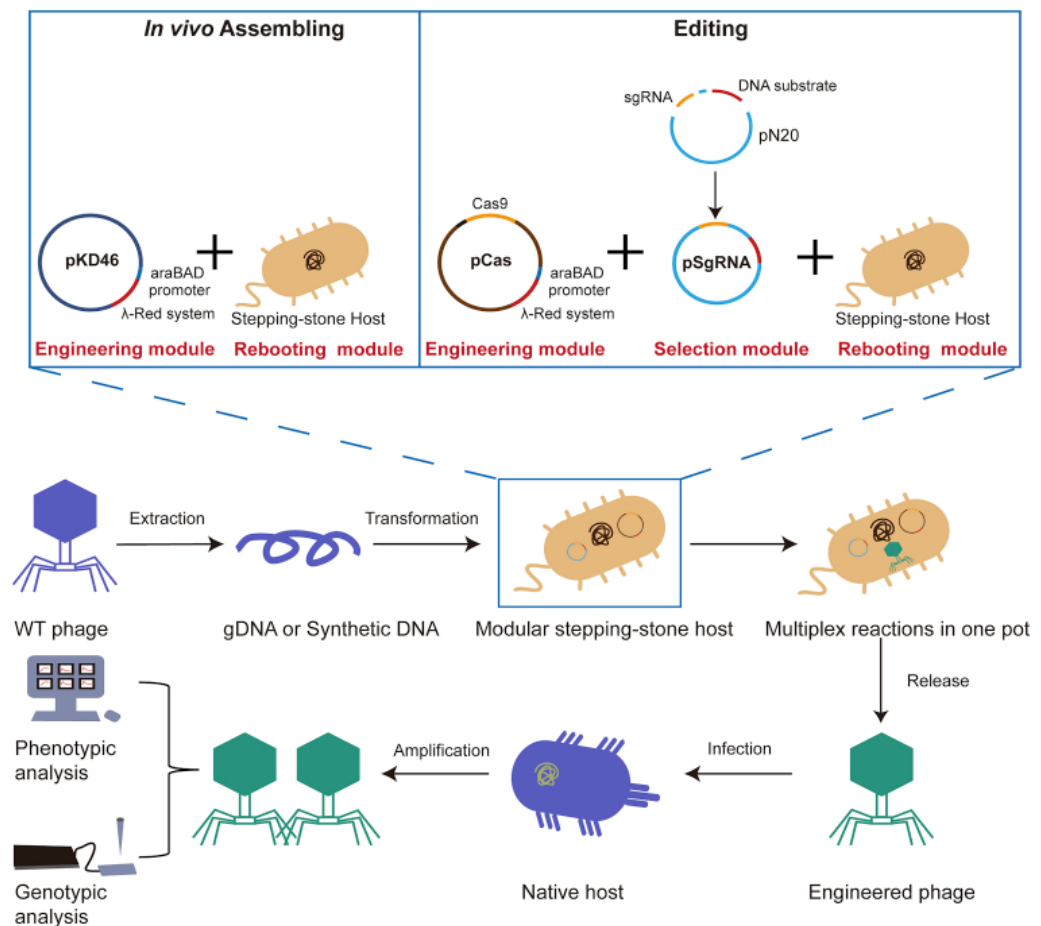 In vivo Assembling
pKD46
araBAD
promoter
λ-Red system
Stepping-stone Host
Engineering module
Rebooting module
Editing
sgRNA
DNA substrate
pN20
Cas9
pCas
araBAD
promoter
λ-Red system
pSgRNA
Stepping-stone Host
Engineering module
Selection module
Rebooting module
Extraction
Transformation
WT phage
gDNA or Synthetic DNA
Modular stepping-stone host
Multiplex reactions in one pot
Release
Phenotypic
analysis
Amplification
Infection
Genotypic
analysis
Native host
Engineered phage